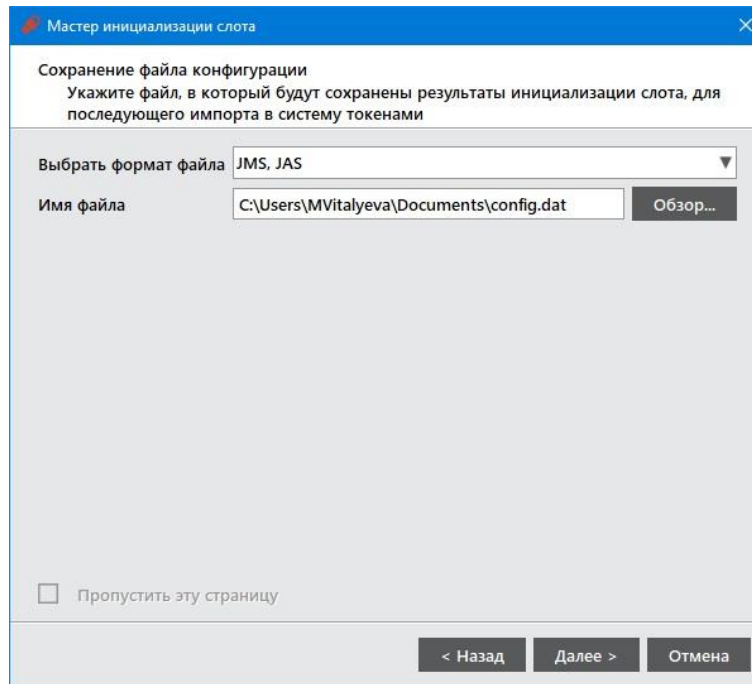 Мастер инициализации слота
Сохранение файла конфигурации
Укажите файл, в который будут сохранены результаты инициализации слота, для
последующего импорта в систему токенами
Выбрать формат файла JMS, JAS
Имя файла C:\Users\MVitalyeva\Documents\config.dat Обзор...
Пропустить эту страницу
< Назад Далее > Отмена